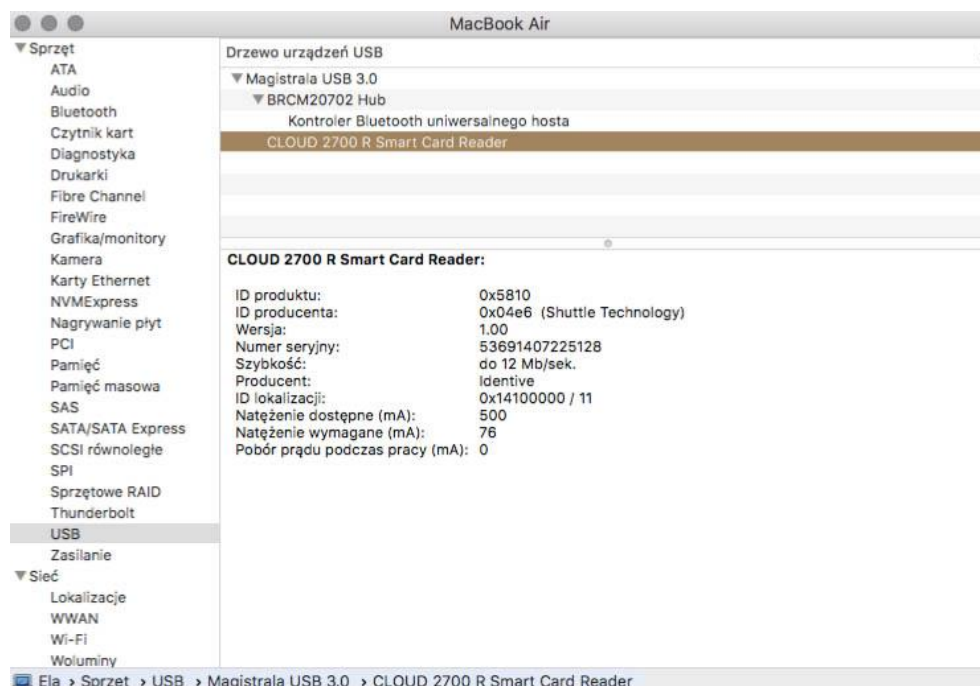 MacBook Air
Sprzęt
ATA
Audio
Bluetooth
Czytnik kart
Diagnostyka
Drukarki
Fibre Channel
FireWire
Grafika/monitory
Kamera
Karty Ethernet
NVMExpress
Nagrywanie płyt
PCI
Pamięć
Pamięć masowa
SAS
SATA/SATA Express
SCSI równoległe
SPI
Sprzętowe RAID
Thunderbolt
USB
Zasilanie
Sieć
Lokalizacje
WWAN
Wi-Fi
Woluminy
Drzewo urządzeń USB
Magistrala USB 3.0
BRCM20702 Hub
Kontroler Bluetooth uniwersalnego hosta
CLOUD 2700 R Smart Card Reader
CLOUD 2700 R Smart Card Reader:
ID produktu: 0x5810
ID producenta: 0x04e6 (Shuttle Technology)
Wersja: 1.00
Numer seryjny: 53691407225128
Szybkość: do 12 Mb/sek.
Producent: Identive
ID lokalizacji: 0x14100000 / 11
Natężenie dostępne (mA): 500
Natężenie wymagane (mA): 76
Pobór prądu podczas pracy (mA): 0
Ela › Sprzęt › USB › Magistrala USB 3.0 › CLOUD 2700 R Smart Card Reader